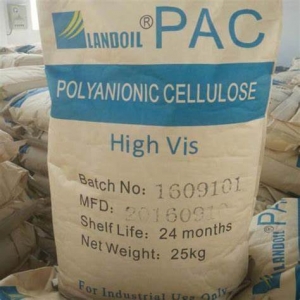 LANDOIL® PAC
POLYANIONIC CELLULOSE
High Vis
Batch No: 1609101
MFD:
Shelf Life: 24 months
Net Weight: 25kg
For Industrial Use Only
LANDOIL